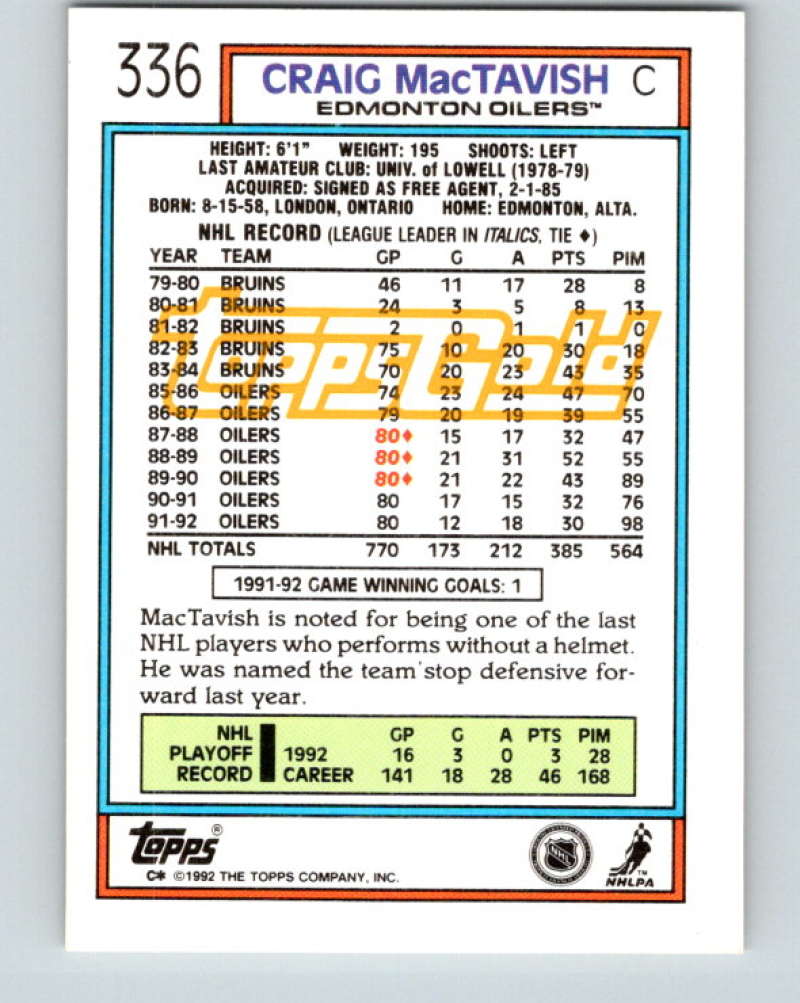 336
CRAIG MacTAVISH C
EDMONTON OILERS™
HEIGHT: 6'1" WEIGHT: 195 SHOOTS: LEFT
LAST AMATEUR CLUB: UNIV. of LOWELL (1978-79)
ACQUIRED: SIGNED AS FREE AGENT, 2-1-85
BORN: 8-15-58, LONDON, ONTARIO HOME: EDMONTON, ALTA.
NHL RECORD (LEAGUE LEADER IN ITALICS, TIE ♦)
YEAR TEAM GP G A PTS PIM
79-80 BRUINS 46 11 17 28 8
80-81 BRUINS 24 3 5 8 13
81-82 BRUINS 2 0 1 1 0
82-83 BRUINS 75 10 20 30 18
83-84 BRUINS 70 20 23 43 35
85-86 OILERS 74 23 24 47 70
86-87 OILERS 79 20 19 39 55
87-88 OILERS 80♦ 15 17 32 47
88-89 OILERS 80♦ 21 31 52 55
89-90 OILERS 80♦ 21 22 43 89
90-91 OILERS 80 17 15 32 76
91-92 OILERS 80 12 18 30 98
NHL TOTALS 770 173 212 385 564
ToppsGold
1991-92 GAME WINNING GOALS: 1
MacTavish is noted for being one of the last
NHL players who performs without a helmet.
He was named the team'stop defensive for-
ward last year.
NHL GP G A PTS PIM
PLAYOFF 1992 16 3 0 3 28
RECORD CAREER 141 18 28 46 168
TOPPS®
C* ©1992 THE TOPPS COMPANY, INC.
NHL
NHLPA™